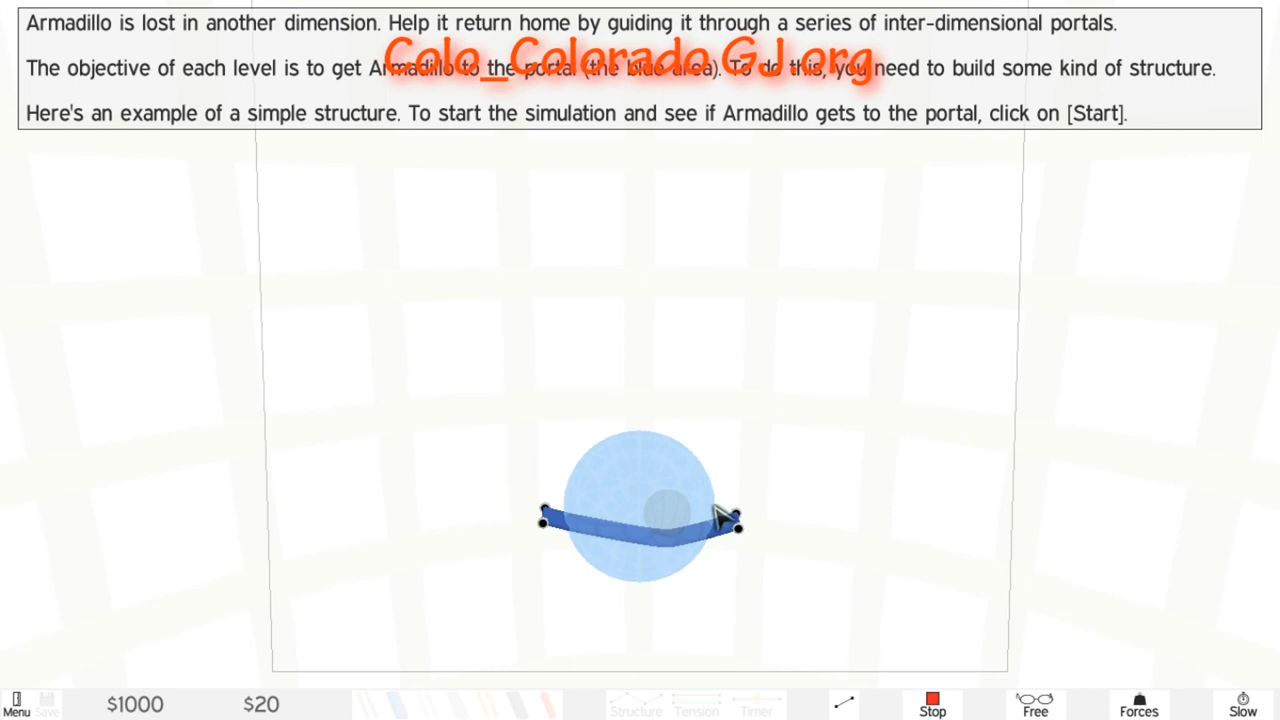 Armadillo is lost in another dimension. Help it return home by guiding it through a series of inter-dimensional portals.
Colo_Colorado GJ.org
The objective of each level is to get Armadillo to the portal (the blue area). To do this, you need to build some kind of structure.
Here's an example of a simple structure. To start the simulation and see if Armadillo gets to the portal, click on [Start].
Menu Save $1000 $20 Structure Tension Timer Stop Free Forces Slow